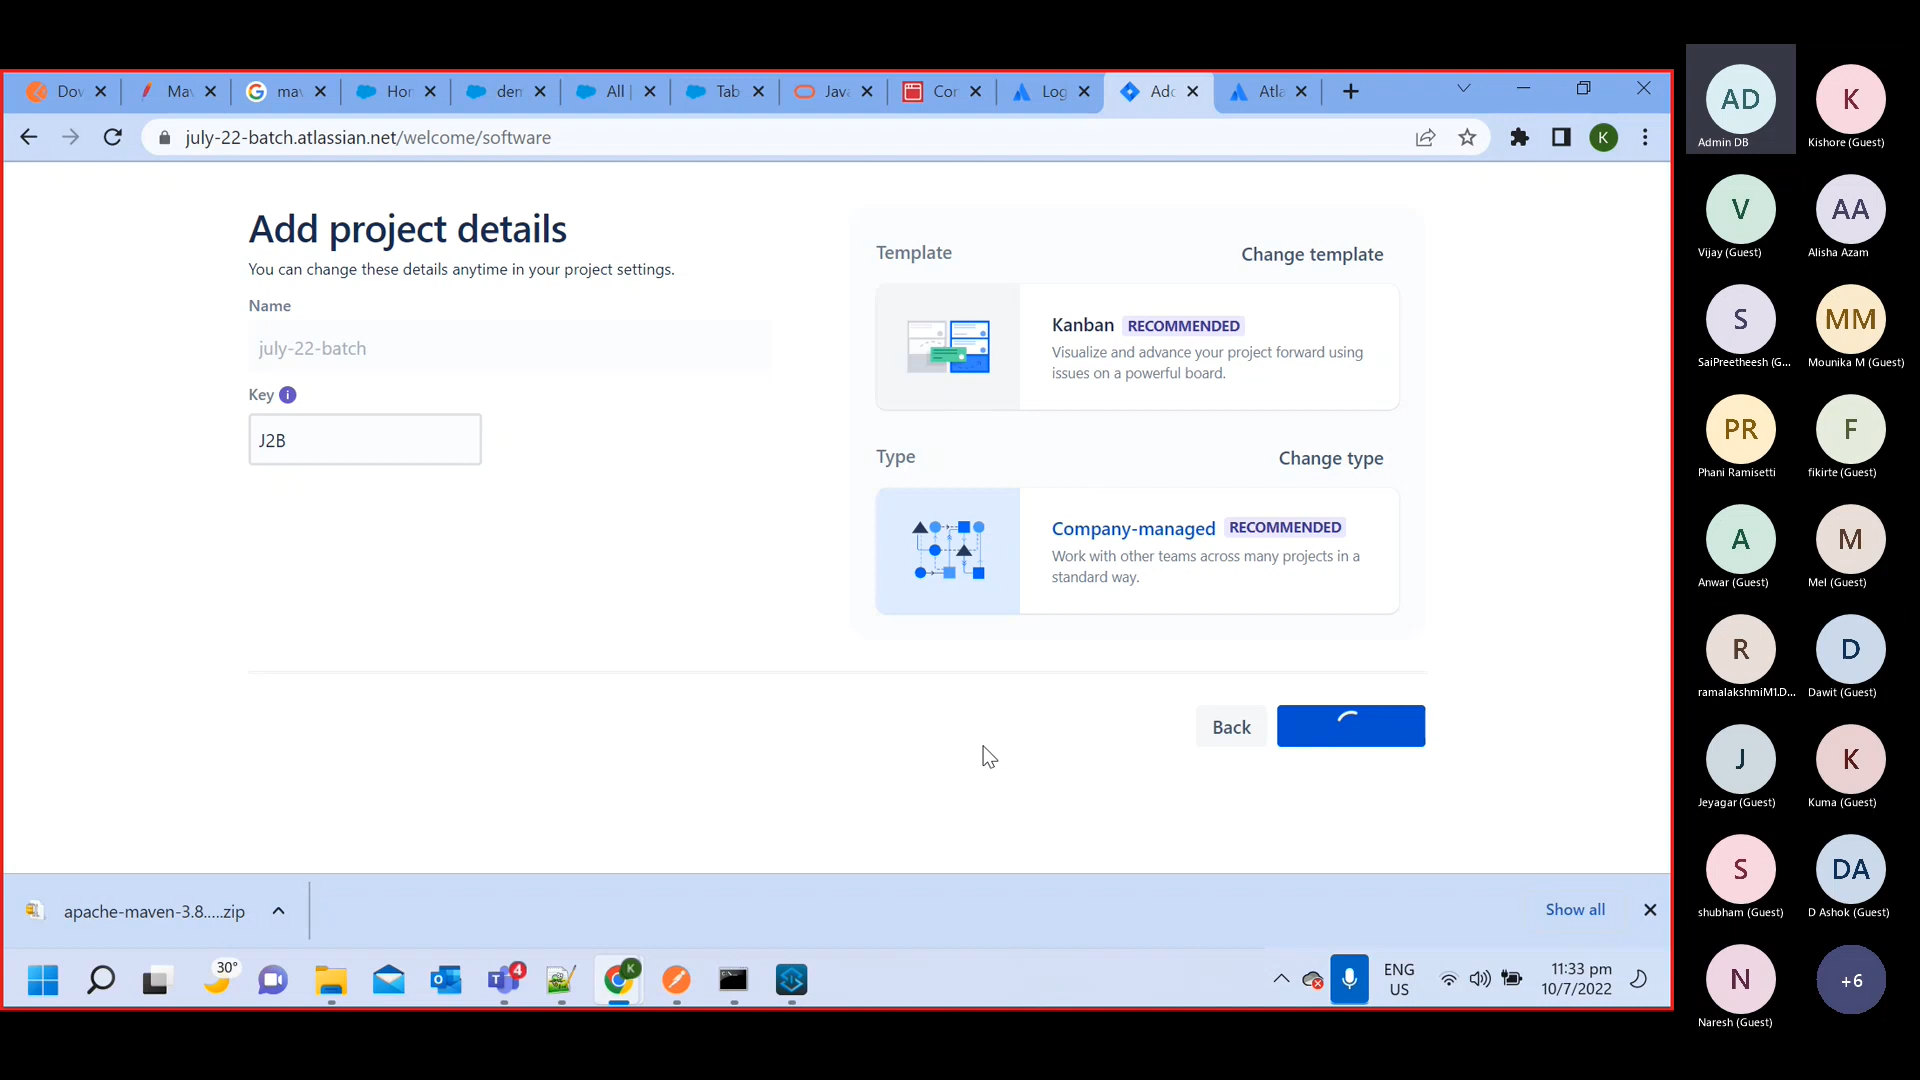 Dov
Ma
mav
Hor
den
All |
Tab
Java
Cor
Log
Adc
Atla
july-22-batch.atlassian.net/welcome/software
K
Add project details
You can change these details anytime in your project settings.
Name
july-22-batch
Key
J2B
Template
Change template
Kanban RECOMMENDED
Visualize and advance your project forward using
issues on a powerful board.
Type
Change type
Company-managed RECOMMENDED
Work with other teams across many projects in a
standard way.
Back
apache-maven-3.8.....zip
Show all
30°
4
K
ENG
US
11:33 pm
10/7/2022
AD
Admin DB
K
Kishore (Guest)
V
Vijay (Guest)
AA
Alisha Azam
S
SaiPreetheesh (G...
MM
Mounika M (Guest)
PR
Phani Ramisetti
F
fikirte (Guest)
A
Anwar (Guest)
M
Mel (Guest)
R
ramalakshmiM1.D...
D
Dawit (Guest)
J
Jeyagar (Guest)
K
Kuma (Guest)
S
shubham (Guest)
DA
D Ashok (Guest)
N
Naresh (Guest)
+6